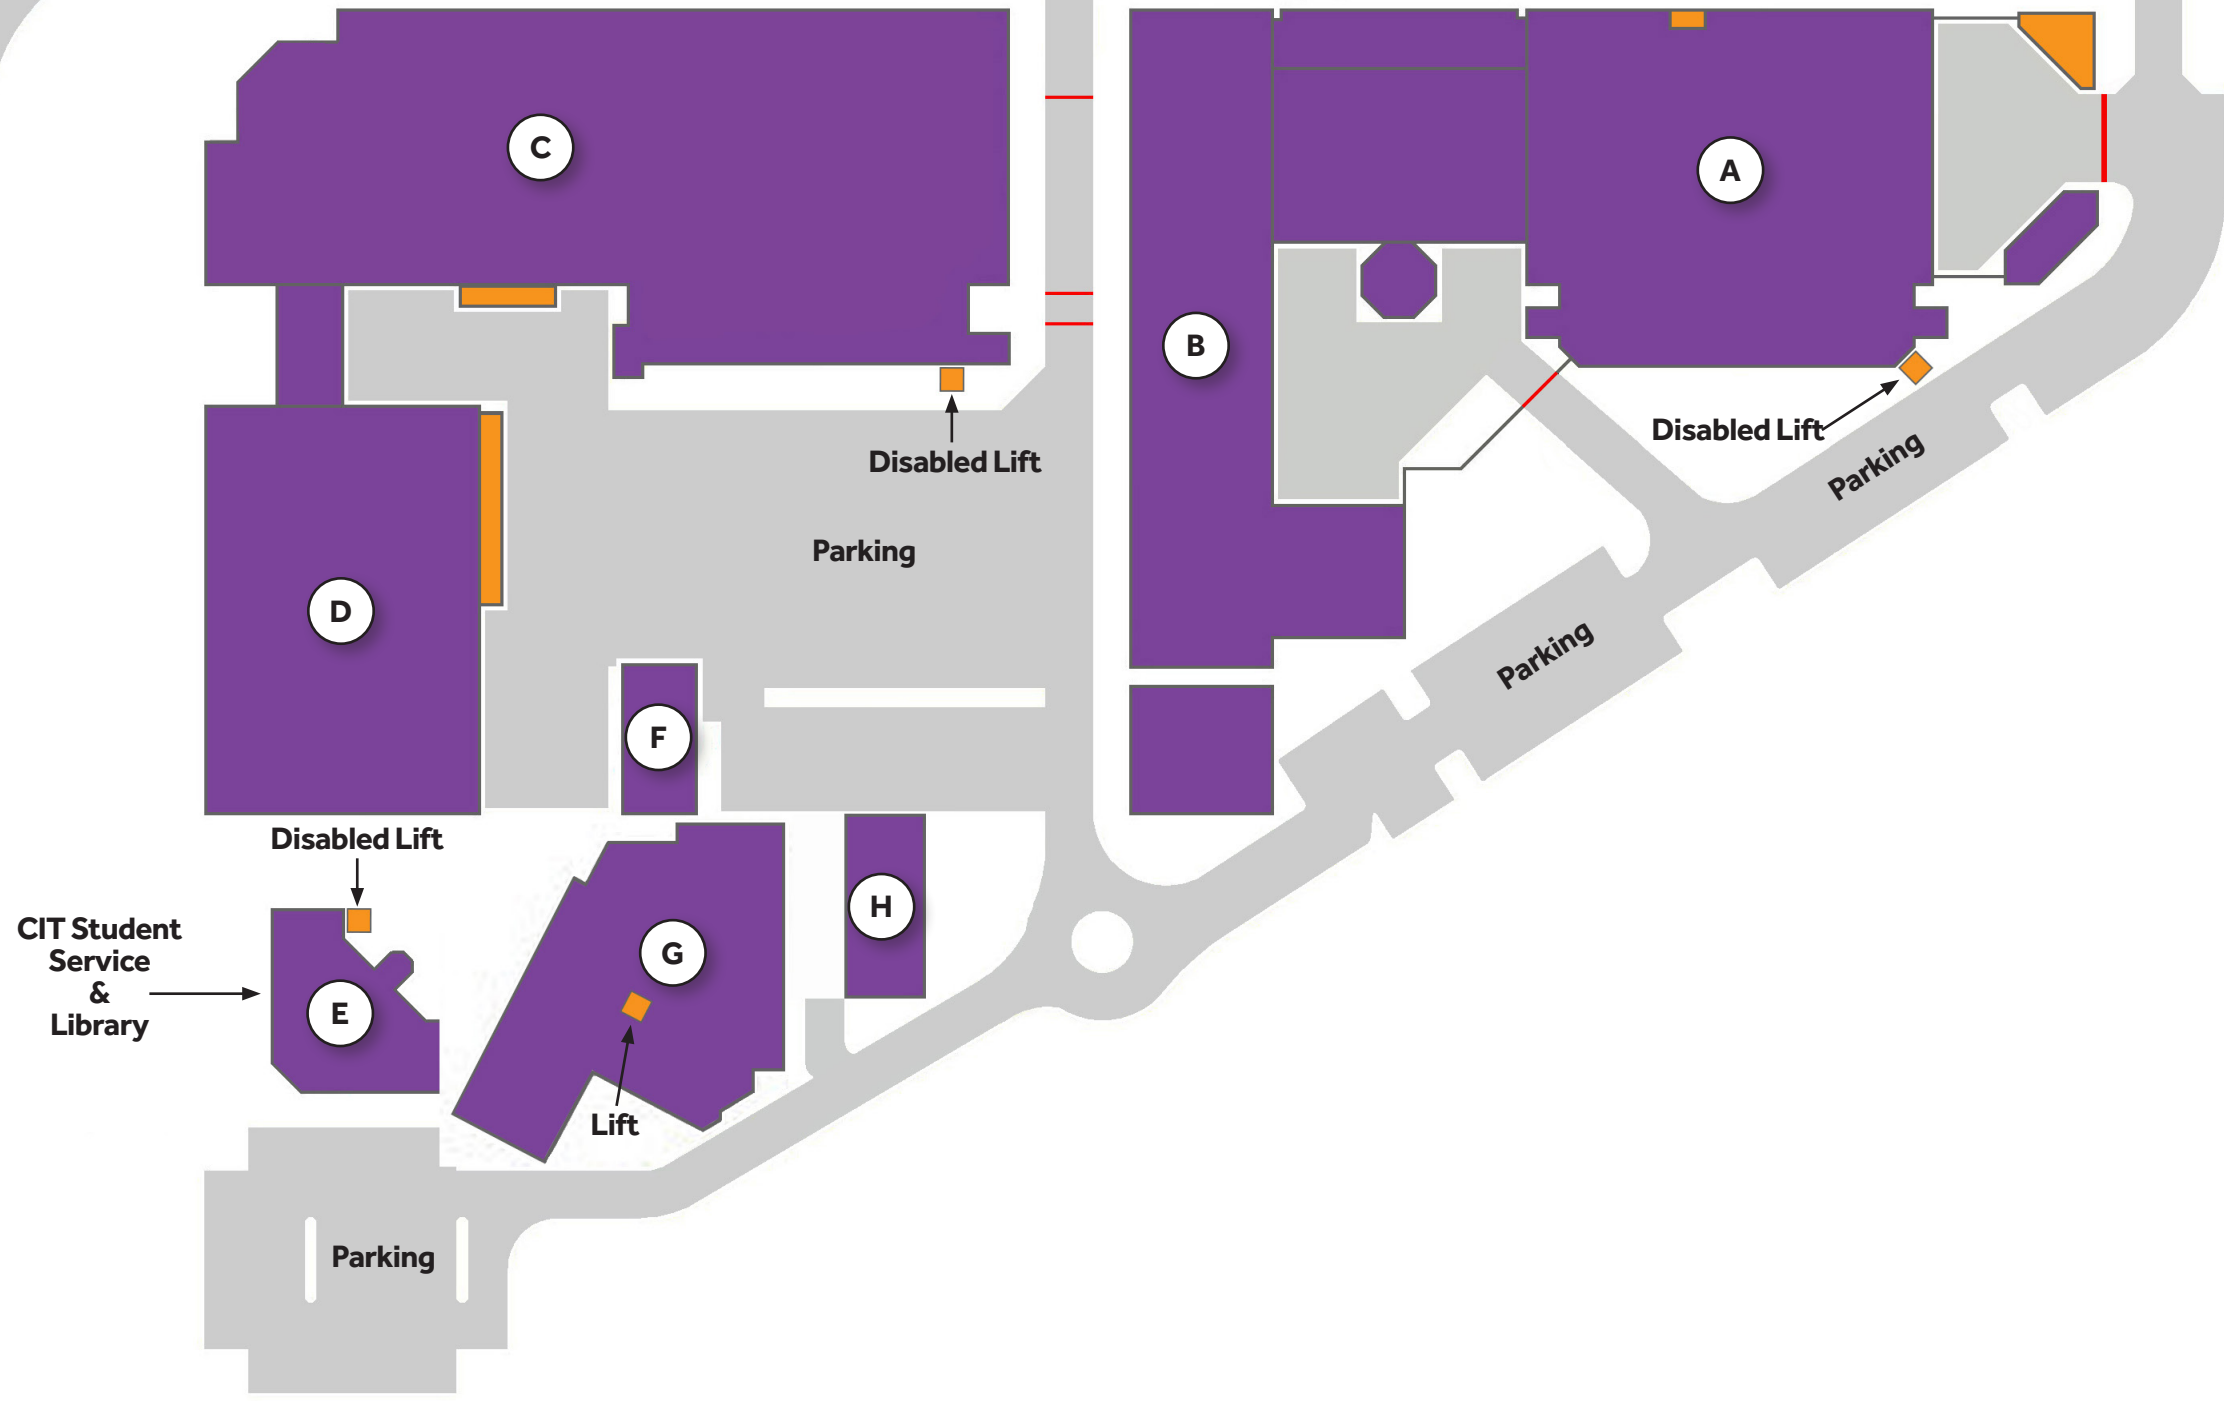 C
A
B
Disabled Lift
Disabled Lift
Parking
Parking
D
Parking
F
Disabled Lift
H
CIT Student
Service
&
Library
G
E
Lift
Parking